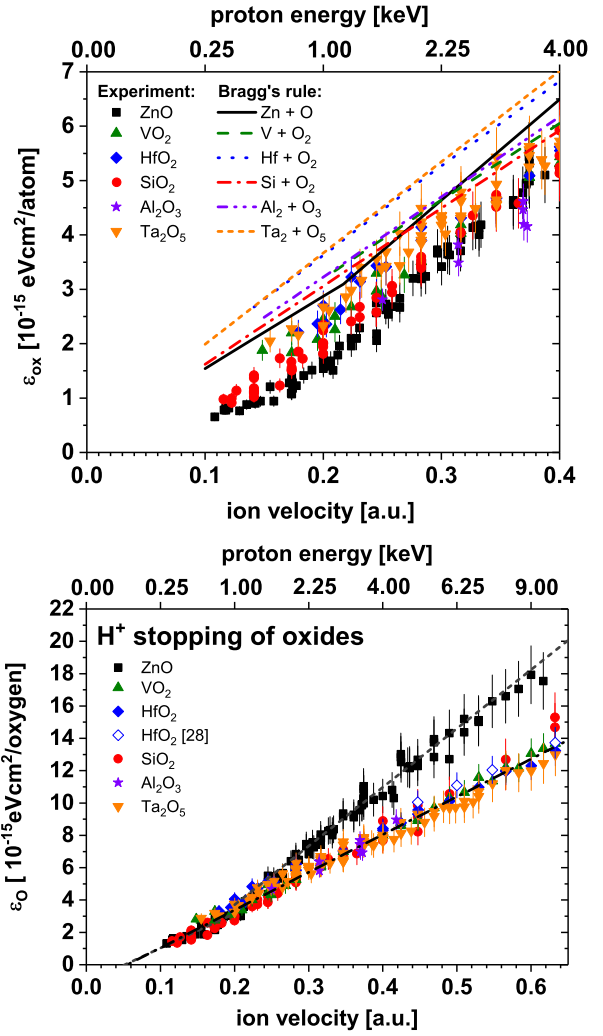 proton energy [keV]
0.00 0.25 1.00 2.25 4.00
7
6
5
4
3
2
1
0
ε_ox [10⁻¹⁵ eVcm²/atom]
Experiment: Bragg's rule:
ZnO Zn + O
VO₂ V + O₂
HfO₂ Hf + O₂
SiO₂ Si + O₂
Al₂O₃ Al₂ + O₃
Ta₂O₅ Ta₂ + O₅
0.0 0.1 0.2 0.3 0.4
ion velocity [a.u.]
proton energy [keV]
0.00 0.25 1.00 2.25 4.00 6.25 9.00
22
20
18
16
14
12
10
8
6
4
2
0
ε_O [ 10⁻¹⁵eVcm²/oxygen]
H⁺ stopping of oxides
ZnO
VO₂
HfO₂
HfO₂ [28]
SiO₂
Al₂O₃
Ta₂O₅
0.0 0.1 0.2 0.3 0.4 0.5 0.6
ion velocity [a.u.]